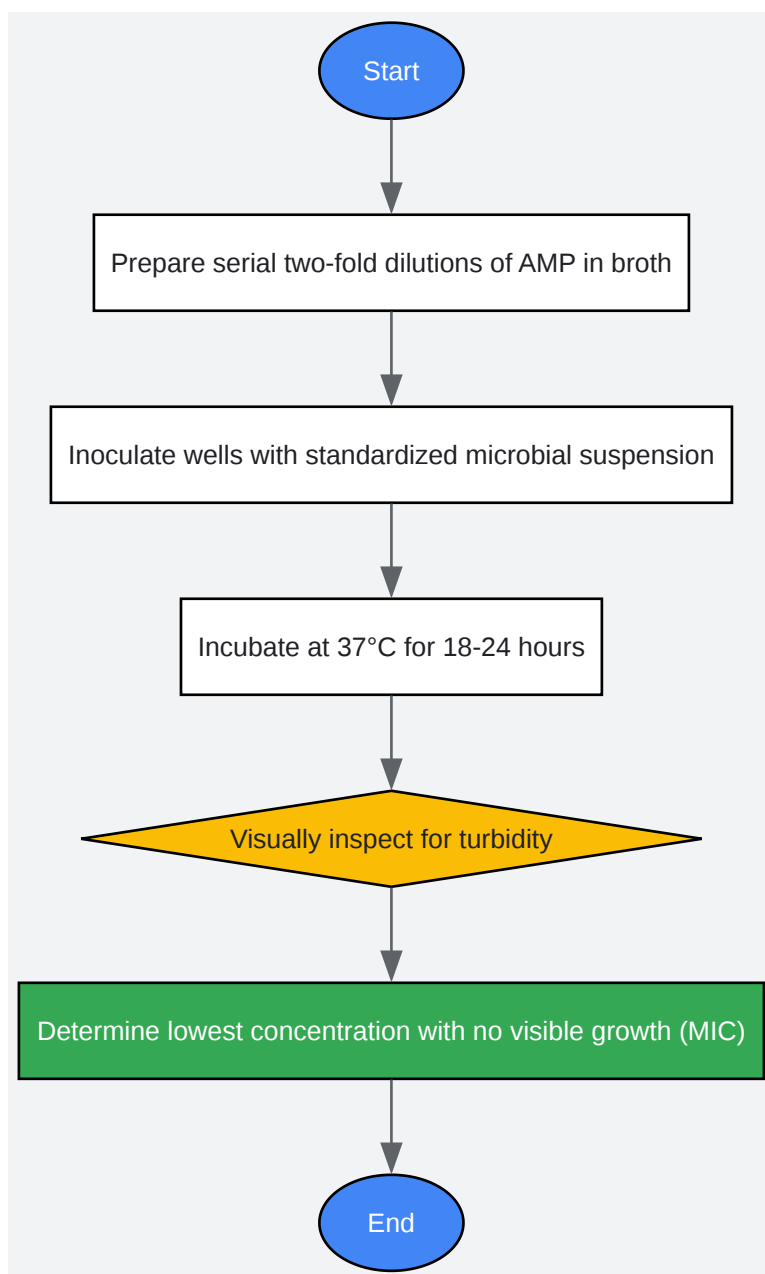 Start
Prepare serial two-fold dilutions of AMP in broth
Inoculate wells with standardized microbial suspension
Incubate at 37°C for 18-24 hours
Visually inspect for turbidity
Determine lowest concentration with no visible growth (MIC)
End